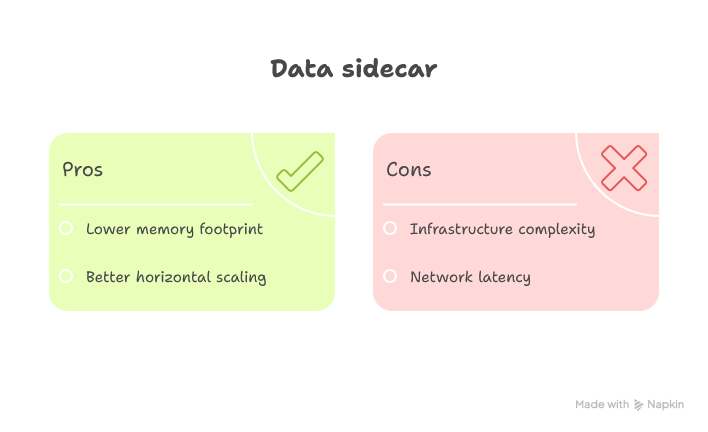 Data sidecar
Pros
Lower memory footprint
Better horizontal scaling
Cons
Infrastructure complexity
Network latency
Made with Napkin